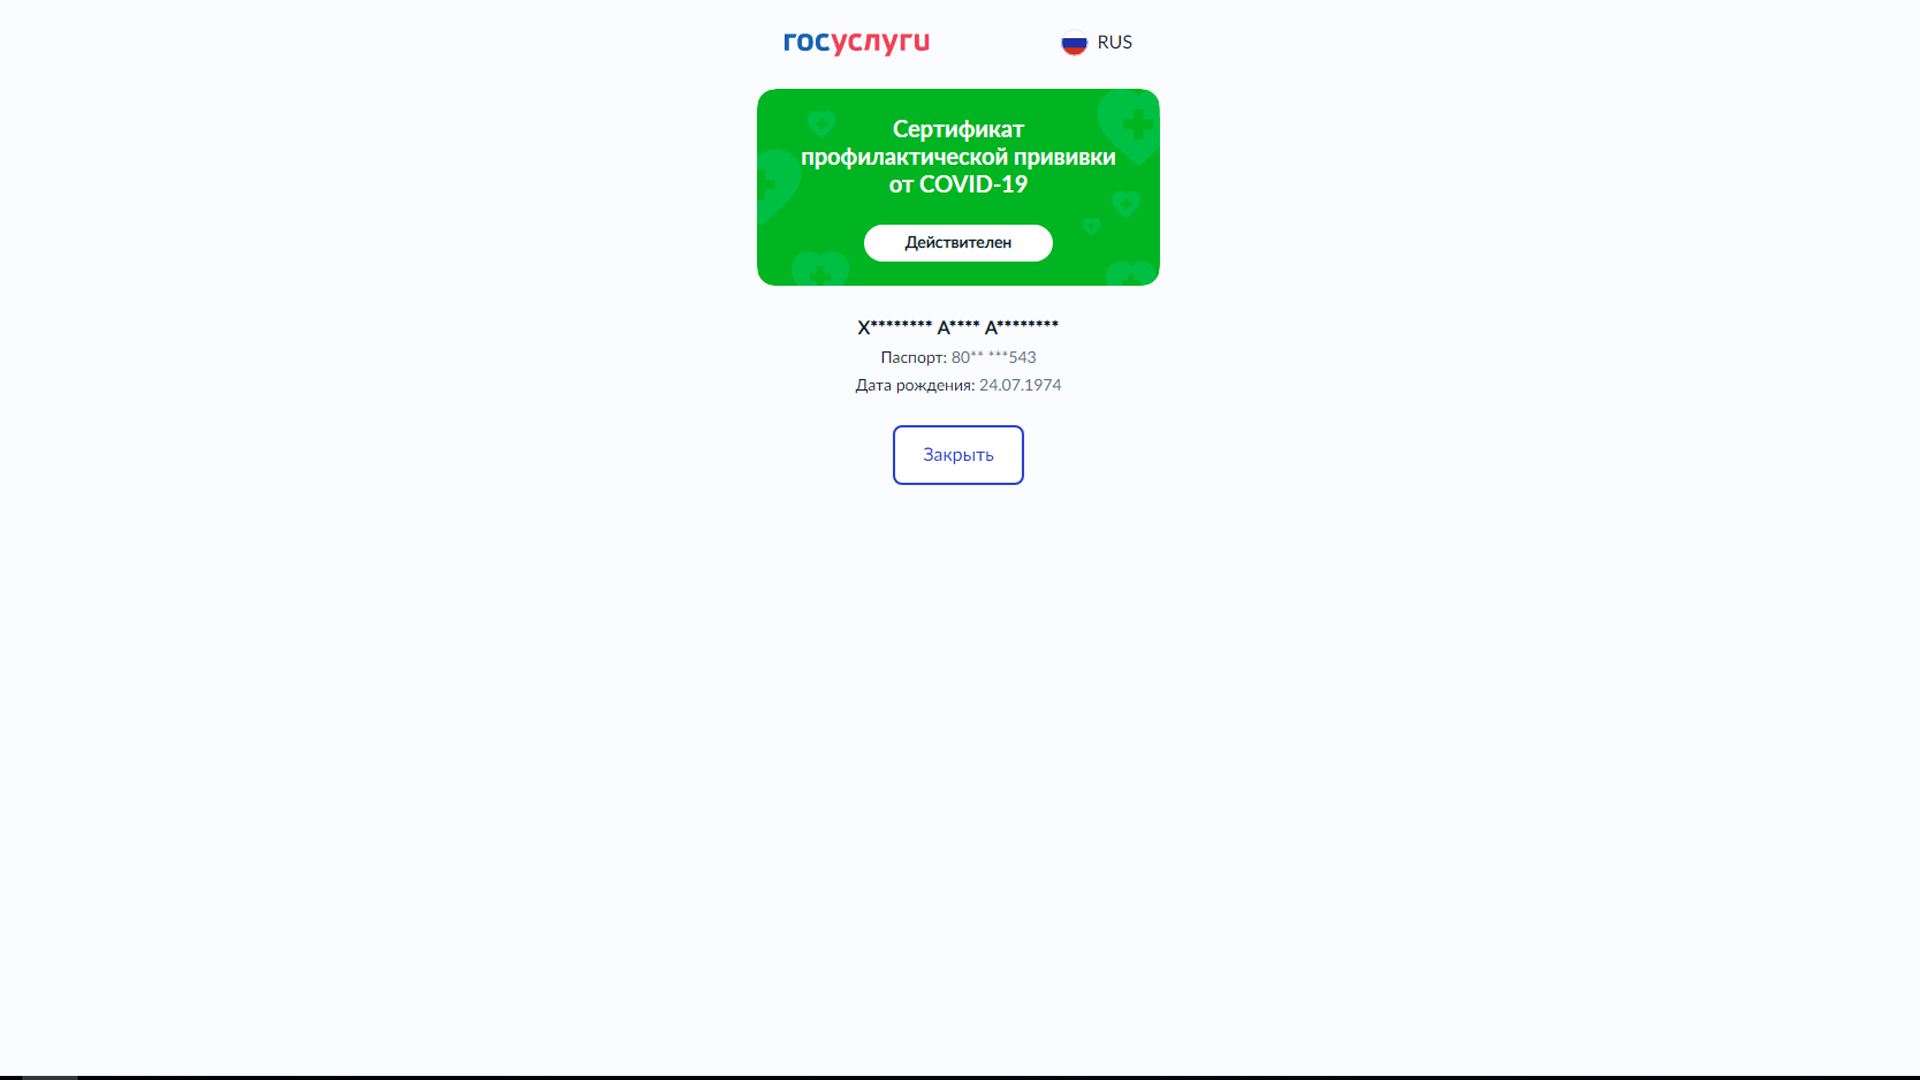 госуслуги
RUS
Сертификат
профилактической прививки
от COVID-19
Действителен
Х******** А**** А********
Паспорт: 80** ***543
Дата рождения: 24.07.1974
Закрыть